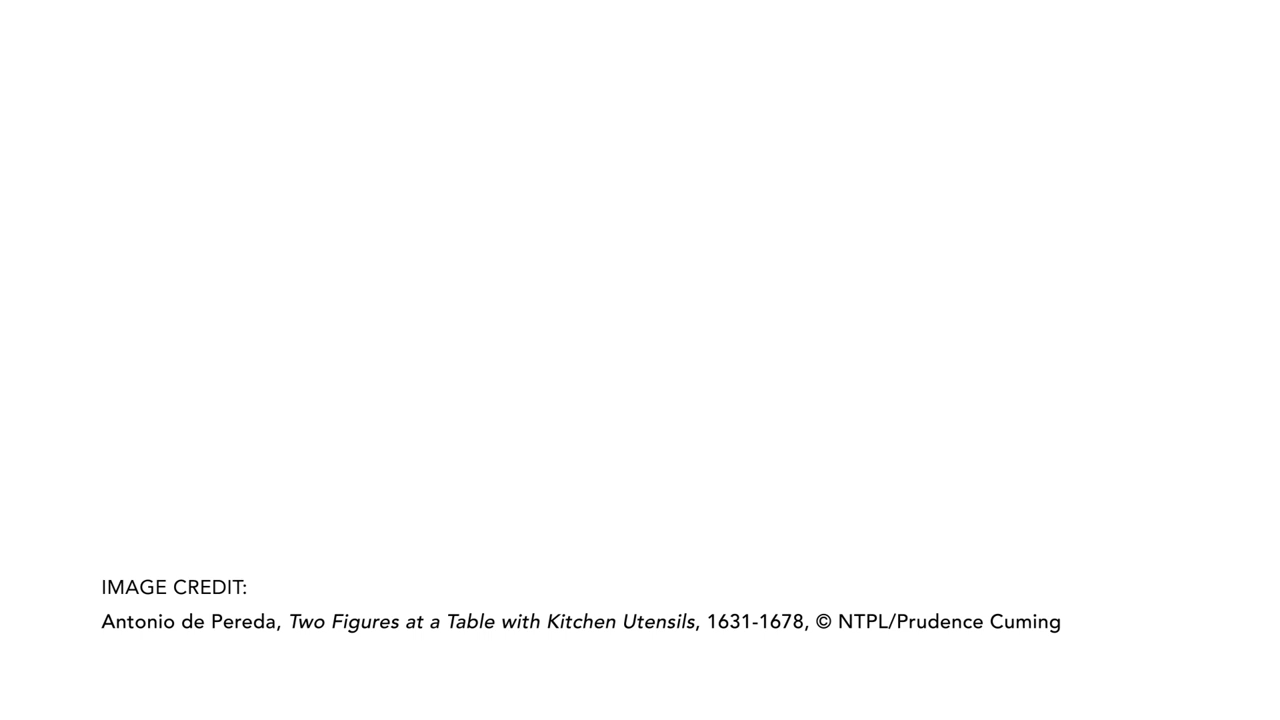 IMAGE CREDIT:
Antonio de Pereda, Two Figures at a Table with Kitchen Utensils, 1631-1678, © NTPL/Prudence Cuming